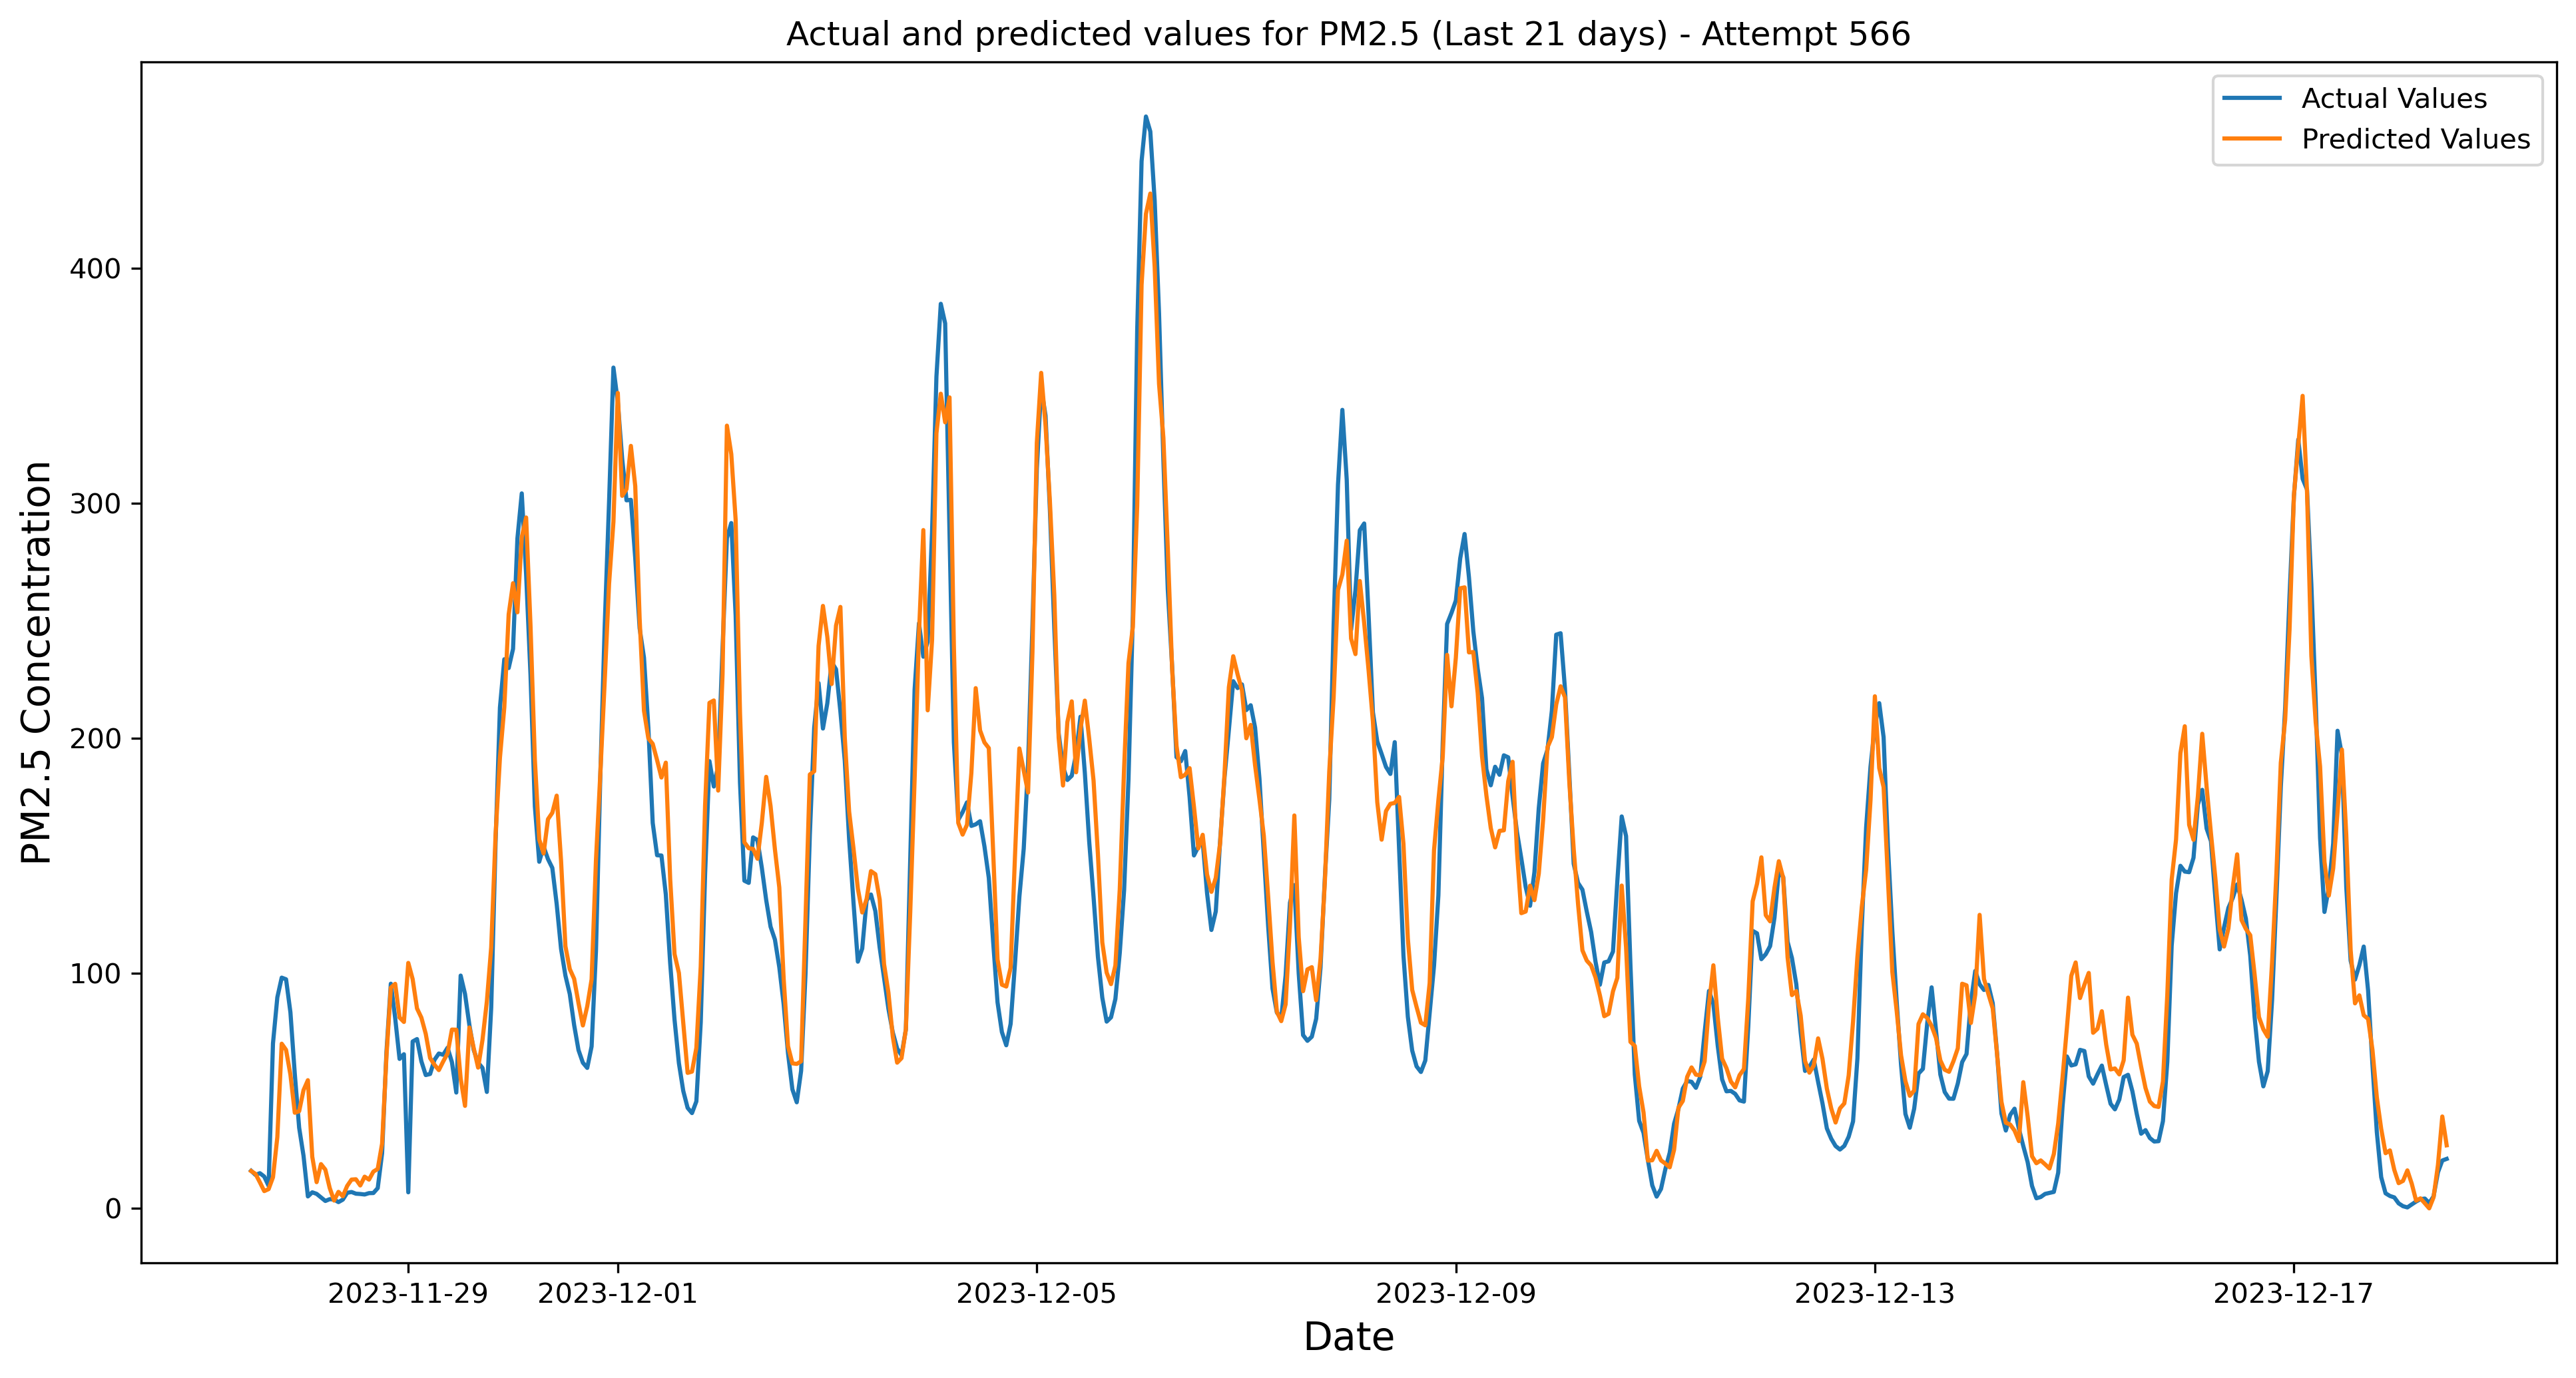 Actual and predicted values for PM2.5 (Last 21 days) - Attempt 566
Actual Values
Predicted Values
PM2.5 Concentration
400
300
200
100
0
2023-11-29 2023-12-01 2023-12-05 2023-12-09 2023-12-13 2023-12-17
Date